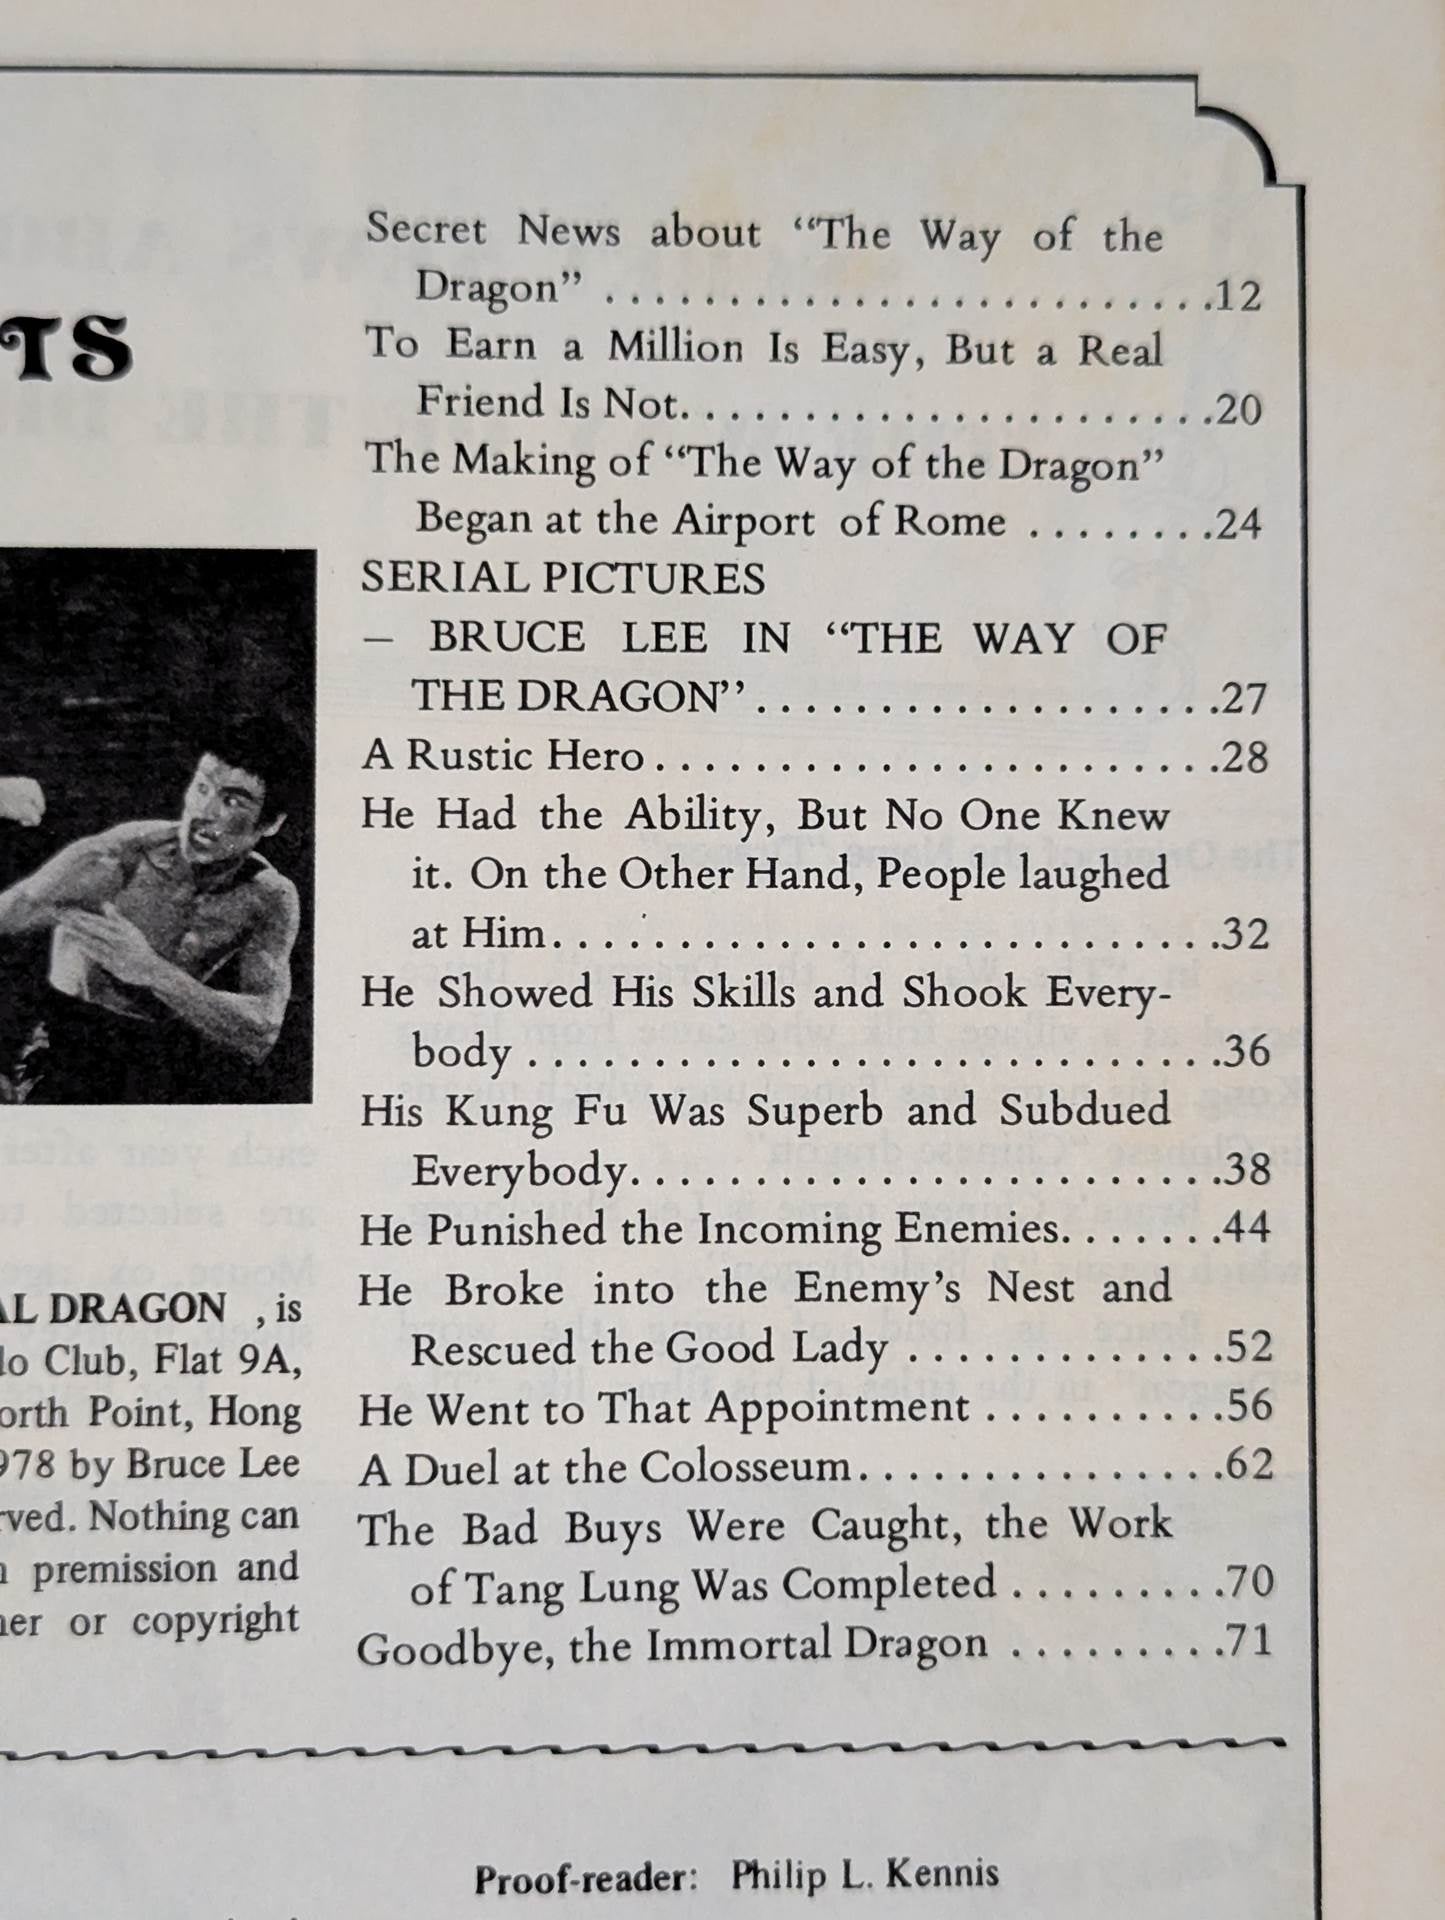 TS
AL DRAGON , is
do Club, Flat 9A,
orth Point, Hong
978 by Bruce Lee
rved. Nothing can
premission and
her or copyright
Secret News about “The Way of the
Dragon” . . . . . . . . . . . . . . . . . . . . . . . .12
To Earn a Million Is Easy, But a Real
Friend Is Not. . . . . . . . . . . . . . . . . . . . . .20
The Making of “The Way of the Dragon”
Began at the Airport of Rome . . . . . . . .24
SERIAL PICTURES
– BRUCE LEE IN “THE WAY OF
THE DRAGON” . . . . . . . . . . . . . . . . . . .27
A Rustic Hero . . . . . . . . . . . . . . . . . . . . . . .28
He Had the Ability, But No One Knew
it. On the Other Hand, People laughed
at Him. . . . . . . . . . . . . . . . . . . . . . . . . . .32
He Showed His Skills and Shook Every-
body . . . . . . . . . . . . . . . . . . . . . . . . . . . .36
His Kung Fu Was Superb and Subdued
Everybody. . . . . . . . . . . . . . . . . . . . . . . .38
He Punished the Incoming Enemies. . . . . . .44
He Broke into the Enemy’s Nest and
Rescued the Good Lady . . . . . . . . . . . . .52
He Went to That Appointment . . . . . . . . . .56
A Duel at the Colosseum. . . . . . . . . . . . . . .62
The Bad Buys Were Caught, the Work
of Tang Lung Was Completed . . . . . . . . .70
Goodbye, the Immortal Dragon . . . . . . . . .71
Proof-reader: Philip L. Kennis